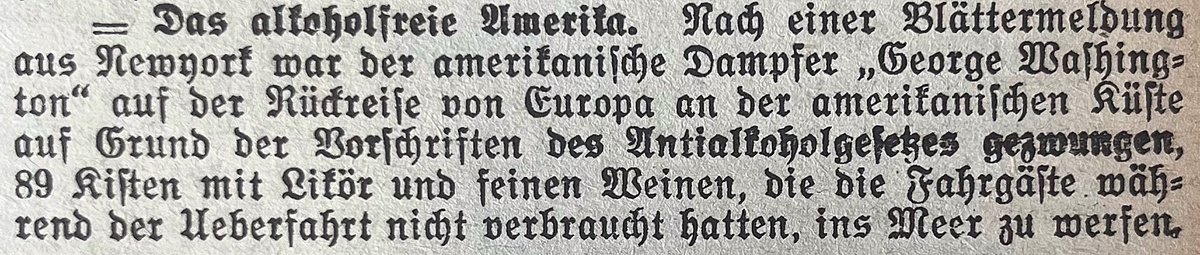 = Das alkoholfreie Amerika. Nach einer Blättermeldung
aus Newyork war der amerikanische Dampfer „George Washing-
ton“ auf der Rückreise von Europa an der amerikanischen Küste
auf Grund der Vorschriften des Antialkoholgesetzes gezwungen,
89 Kisten mit Likör und feinen Weinen, die die Fahrgäste wäh-
rend der Ueberfahrt nicht verbraucht hatten, ins Meer zu werfen.